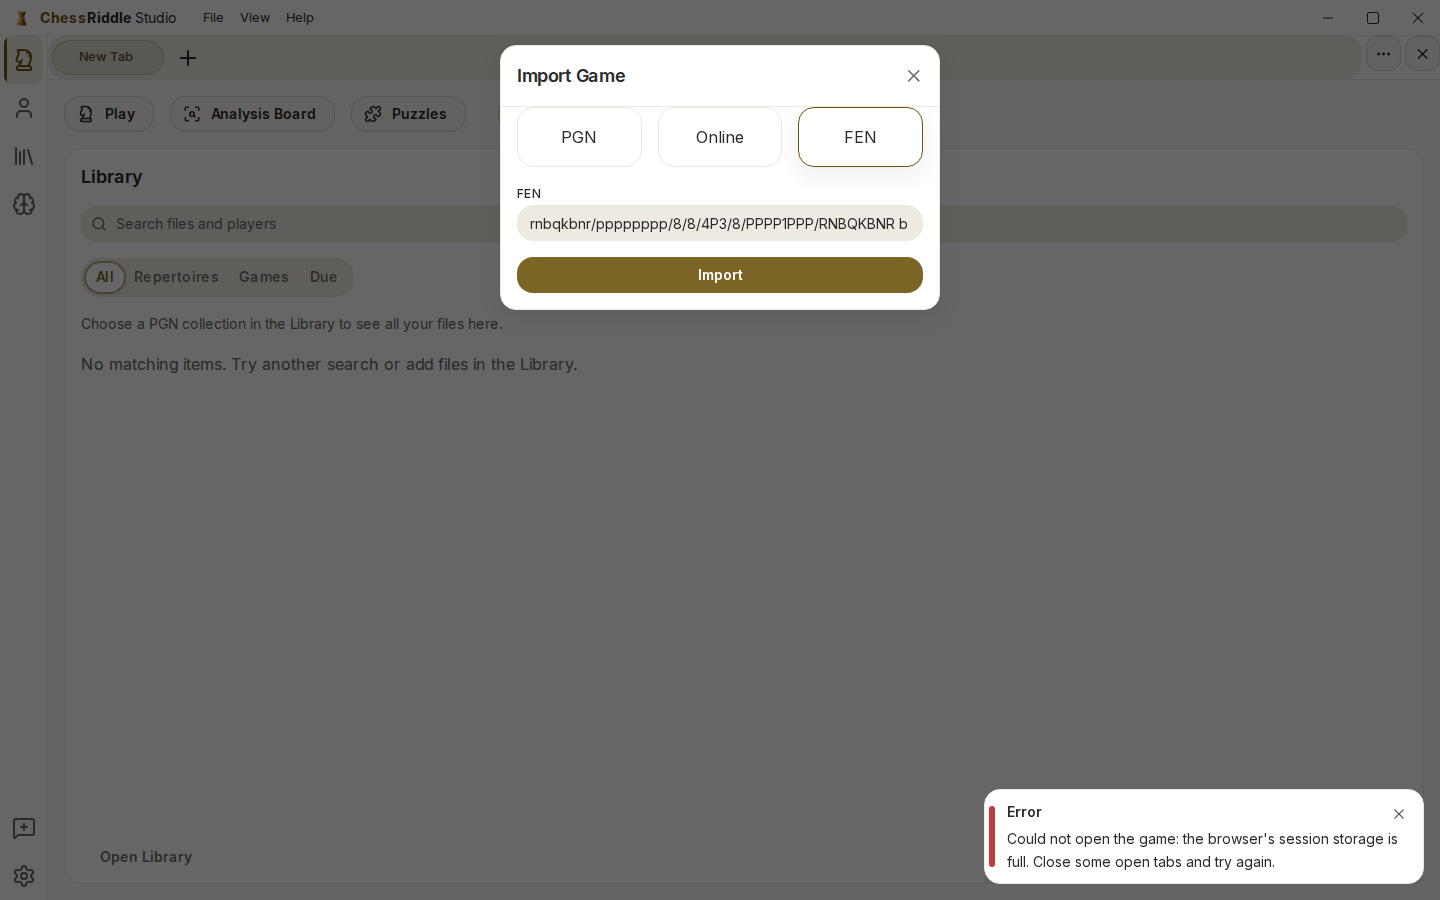 ChessRiddle Studio File View Help
New Tab
Import Game
Play Analysis Board Puzzles
PGN Online FEN
Library
FEN
rnbqkbnr/pppppppp/8/8/4P3/8/PPPP1PPP/RNBQKBNR b
Search files and players
Import
All Repertoires Games Due
Choose a PGN collection in the Library to see all your files here.
No matching items. Try another search or add files in the Library.
Open Library
Error
Could not open the game: the browser's session storage is
full. Close some open tabs and try again.